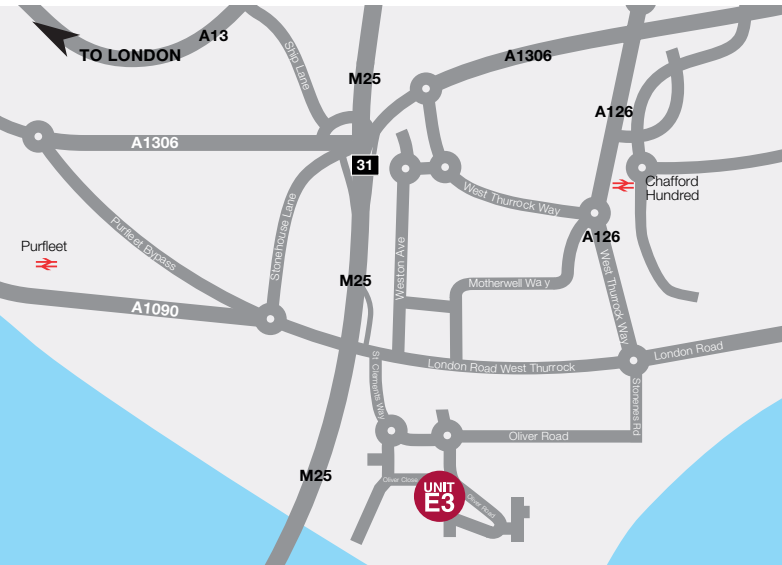 A13
TO LONDON
Ship Lane
M25
A1306
A126
A1306
31
Chafford
Hundred
West Thurrock Way
Stonehouse Lane
Purfleet Bypass
Purfleet
A126
Weston Ave
West Thurrock Way
M25
Motherwell Way
A1090
London Road
London Road West Thurrock
St Clements Way
Stonenes Rd
Oliver Road
M25
Oliver Close
UNIT
E3
Oliver Road